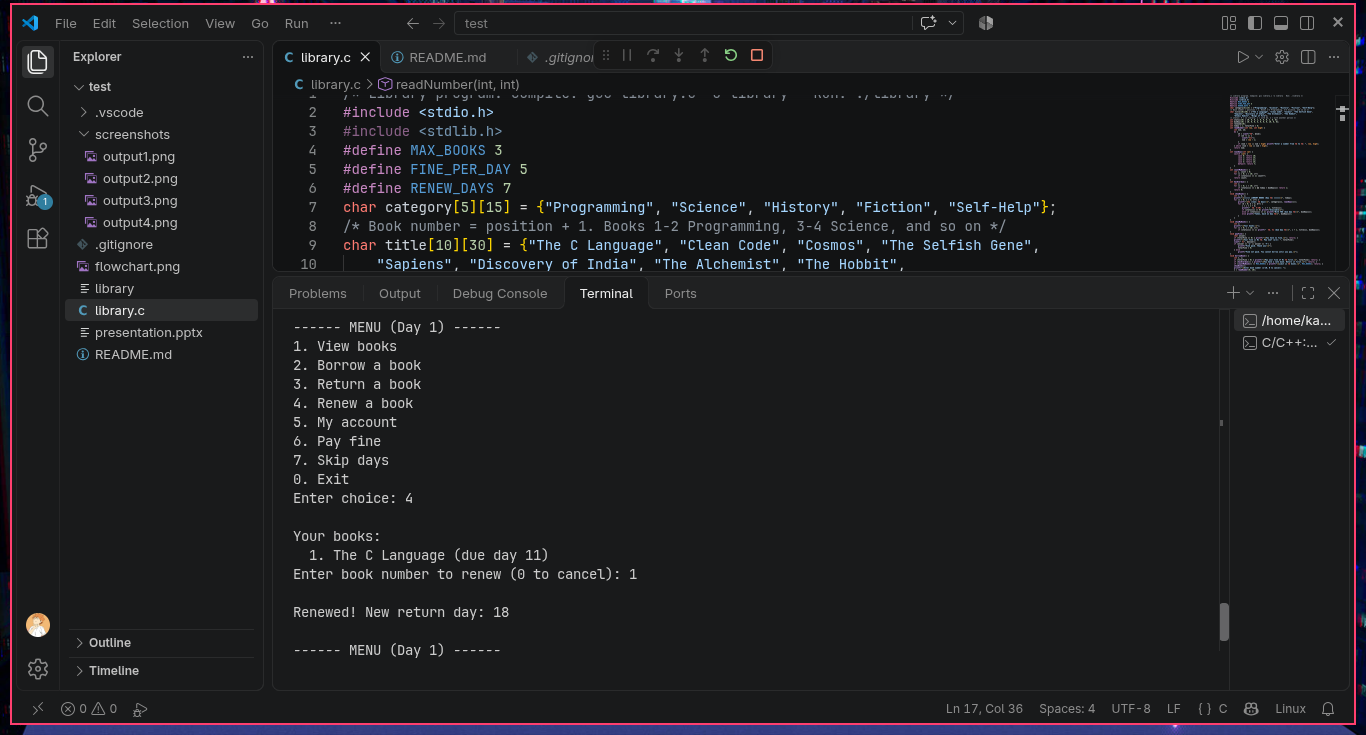 File Edit Selection View Go Run ···
test
Explorer ···
test
.vscode
screenshots
output1.png
output2.png
output3.png
output4.png
.gitignore
flowchart.png
library
library.c
presentation.pptx
README.md
Outline
Timeline
1
library.c README.md
library.c > readNumber(int, int)
2 #include <stdio.h>
3 #include <stdlib.h>
4 #define MAX_BOOKS 3
5 #define FINE_PER_DAY 5
6 #define RENEW_DAYS 7
7 char category[5][15] = {"Programming", "Science", "History", "Fiction", "Self-Help"};
8 /* Book number = position + 1. Books 1-2 Programming, 3-4 Science, and so on */
9 char title[10][30] = {"The C Language", "Clean Code", "Cosmos", "The Selfish Gene",
10 "Sapiens", "Discovery of India", "The Alchemist", "The Hobbit",
Problems Output Debug Console Terminal Ports
------ MENU (Day 1) ------
1. View books
2. Borrow a book
3. Return a book
4. Renew a book
5. My account
6. Pay fine
7. Skip days
0. Exit
Enter choice: 4
Your books:
1. The C Language (due day 11)
Enter book number to renew (0 to cancel): 1
Renewed! New return day: 18
------ MENU (Day 1) ------
/home/ka...
C/C++:...
0 0
Ln 17, Col 36 Spaces: 4 UTF-8 LF { } C Linux